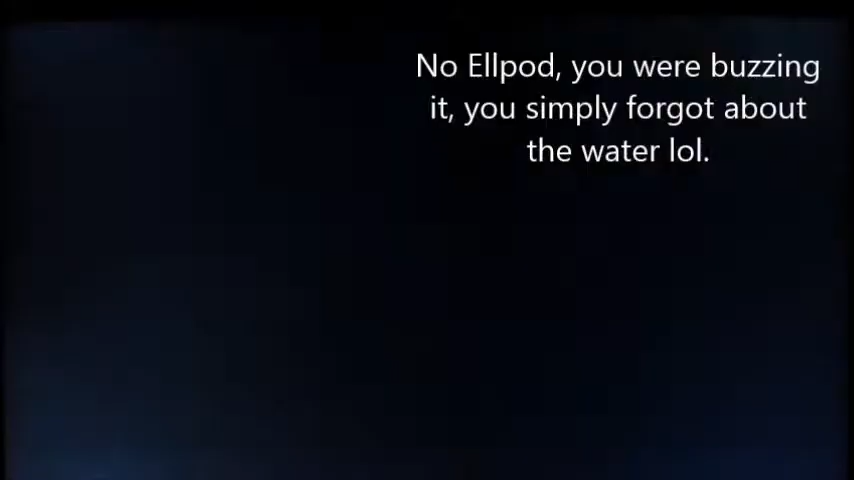 No Ellpod, you were buzzing
it, you simply forgot about
the water lol.